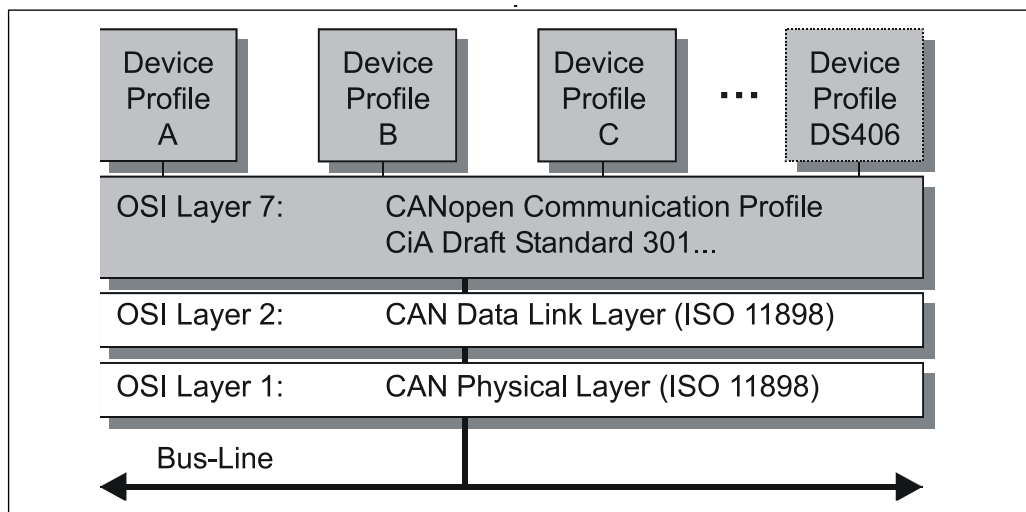 Device Profile A
Device Profile B
Device Profile C
...
Device Profile DS406
OSI Layer 7: CANopen Communication Profile
CiA Draft Standard 301...
OSI Layer 2: CAN Data Link Layer (ISO 11898)
OSI Layer 1: CAN Physical Layer (ISO 11898)
Bus-Line